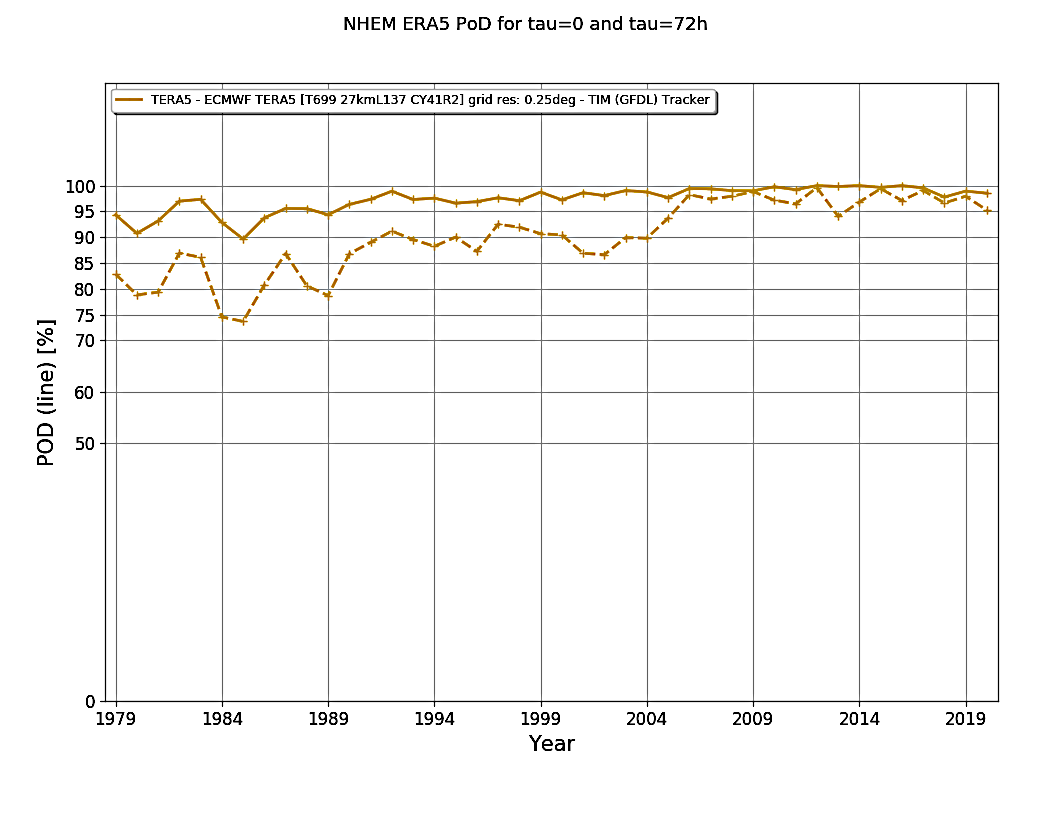 NHEM ERA5 PoD for tau=0 and tau=72h
TERA5 - ECMWF TERA5 [T699 27kmL137 CY41R2] grid res: 0.25deg - TIM (GFDL) Tracker
100
95
90
85
80
75
70
60
50
0
POD (line) [%]
1979 1984 1989 1994 1999 2004 2009 2014 2019
Year